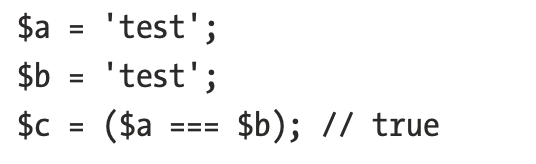 $a = 'test';
$b = 'test';
$c = ($a === $b); // true